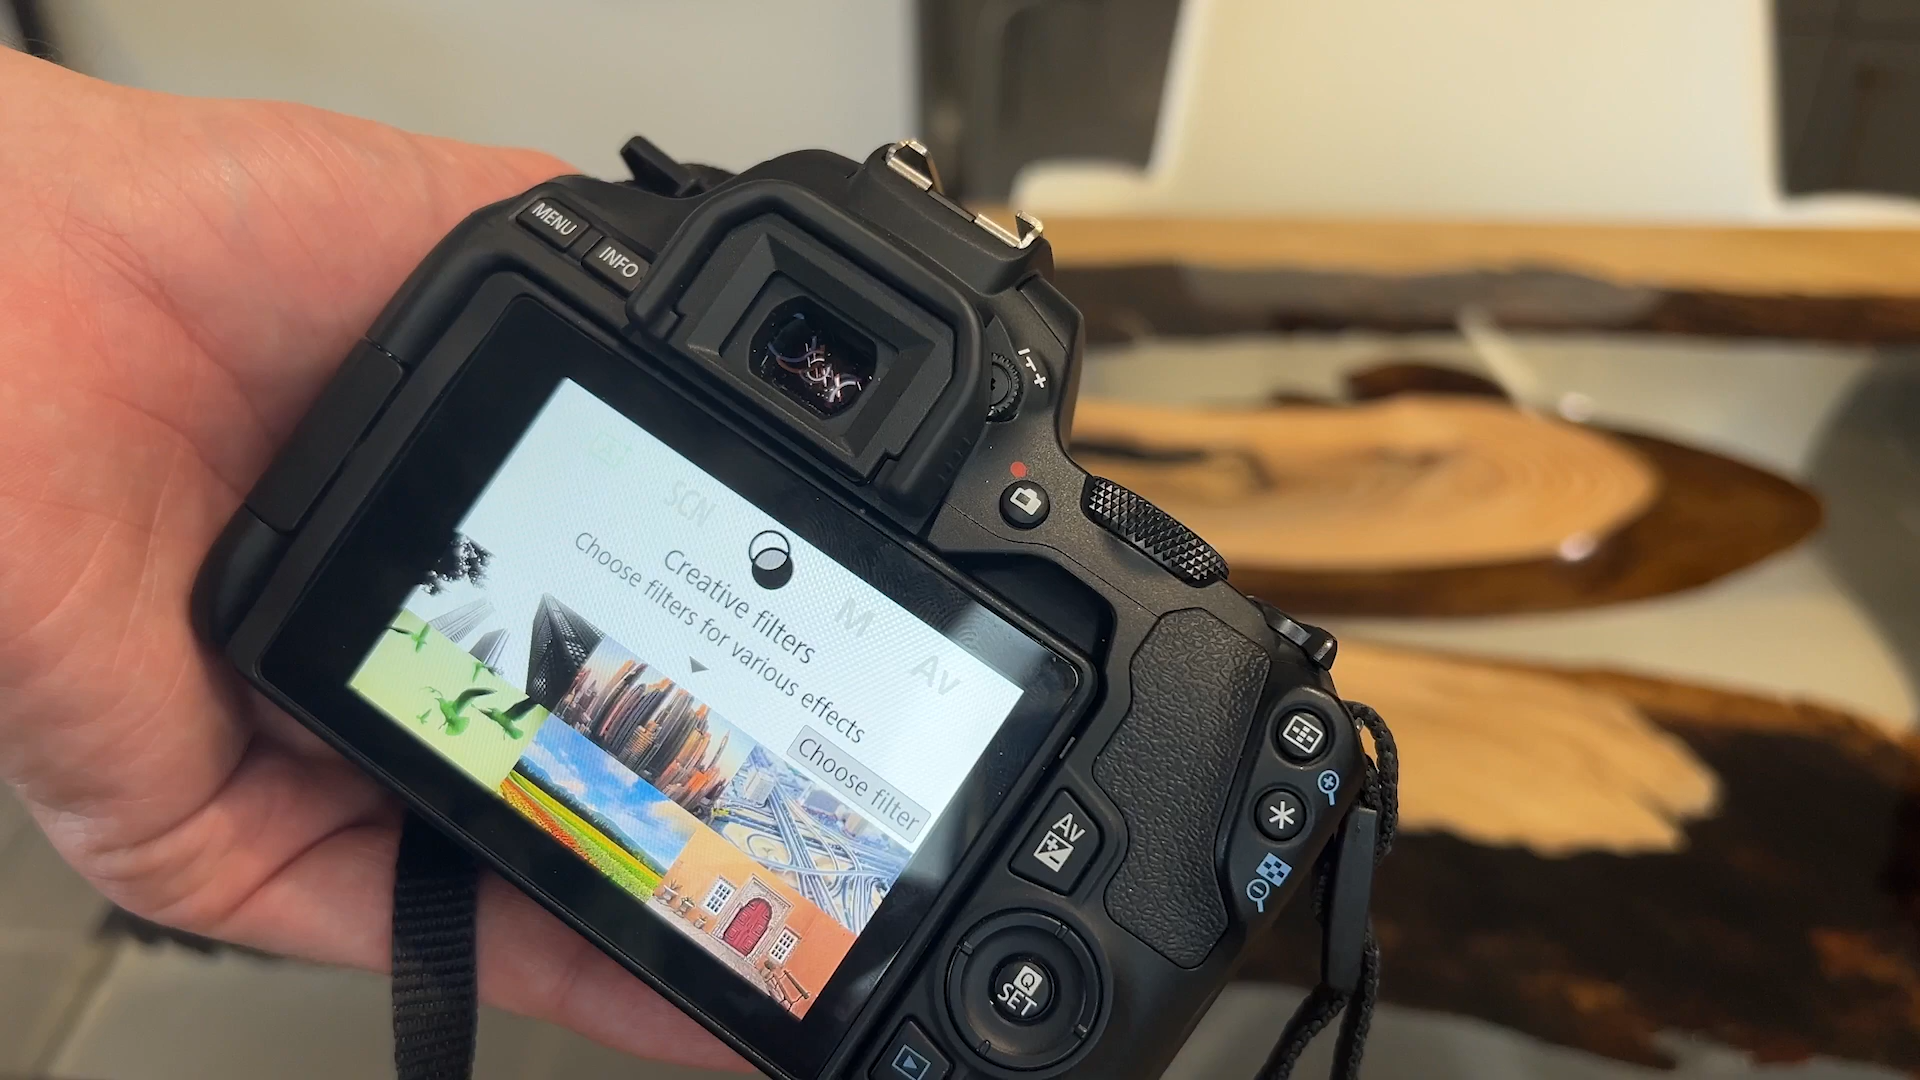 MENU
INFO
SCN
M
Av
Creative filters
Choose filters for various effects
Choose filter
Av
Q
SET